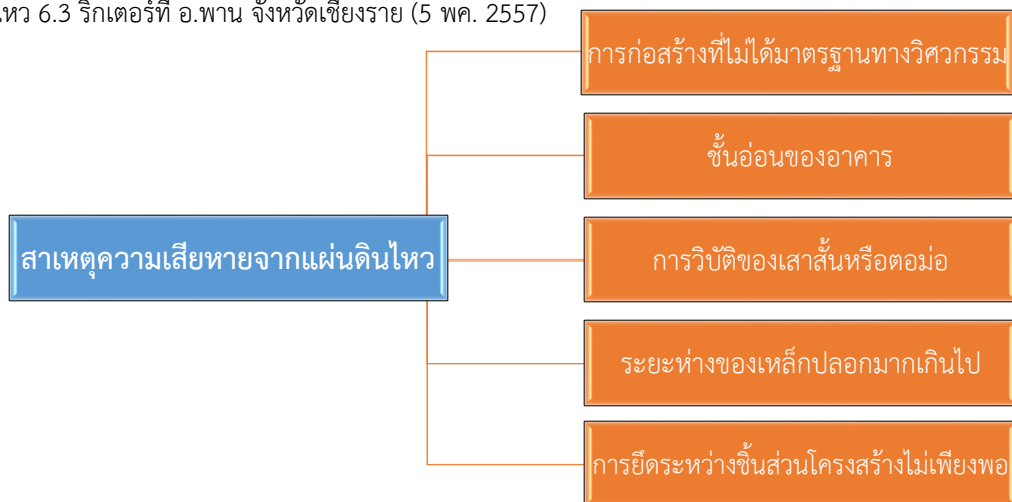 ไหว 6.3 ริกเตอร์ที่ อ.พาน จังหวัดเชียงราย (5 พค. 2557)
การก่อสร้างที่ไม่ได้มาตรฐานทางวิศวกรรม
ชั้นอ่อนของอาคาร
สาเหตุความเสียหายจากแผ่นดินไหว
การวิบัติของเสาสั้นหรือตอม่อ
ระยะห่างของเหล็กปลอกมากเกินไป
การยึดระหว่างชิ้นส่วนโครงสร้างไม่เพียงพอ